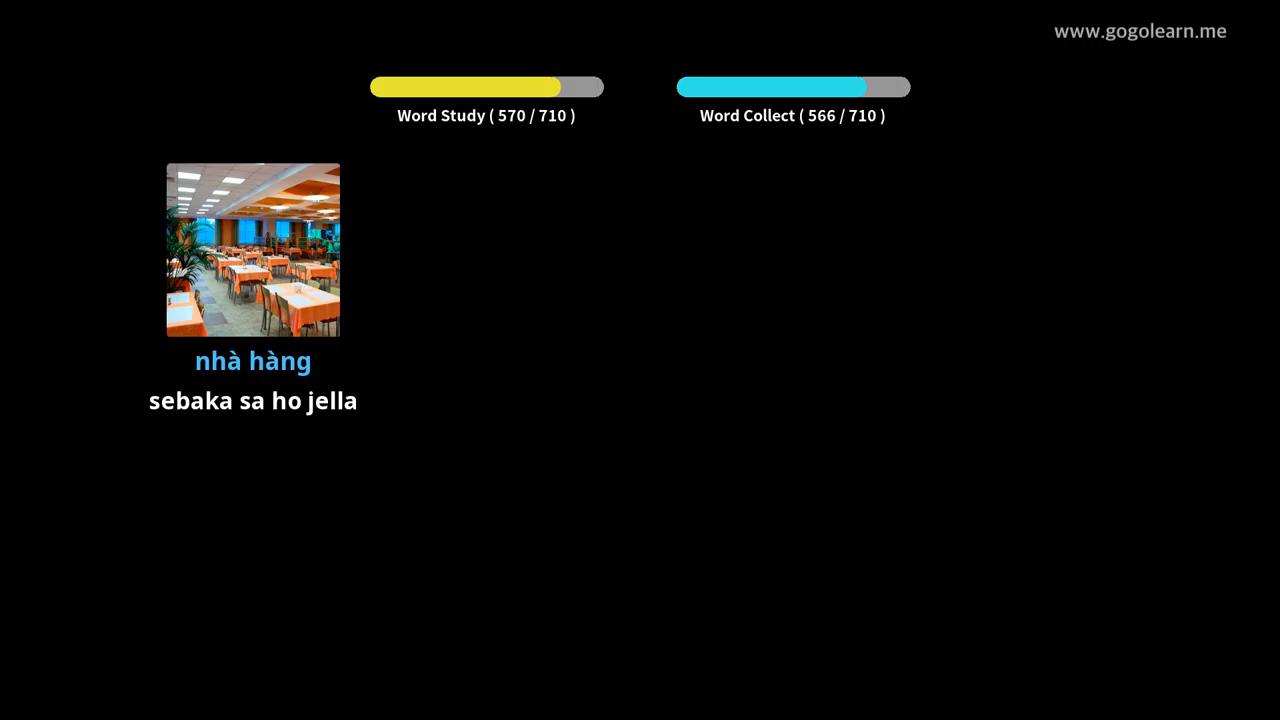 www.gogolearn.me
Word Study ( 570 / 710 )
Word Collect ( 566 / 710 )
nhà hàng
sebaka sa ho jella